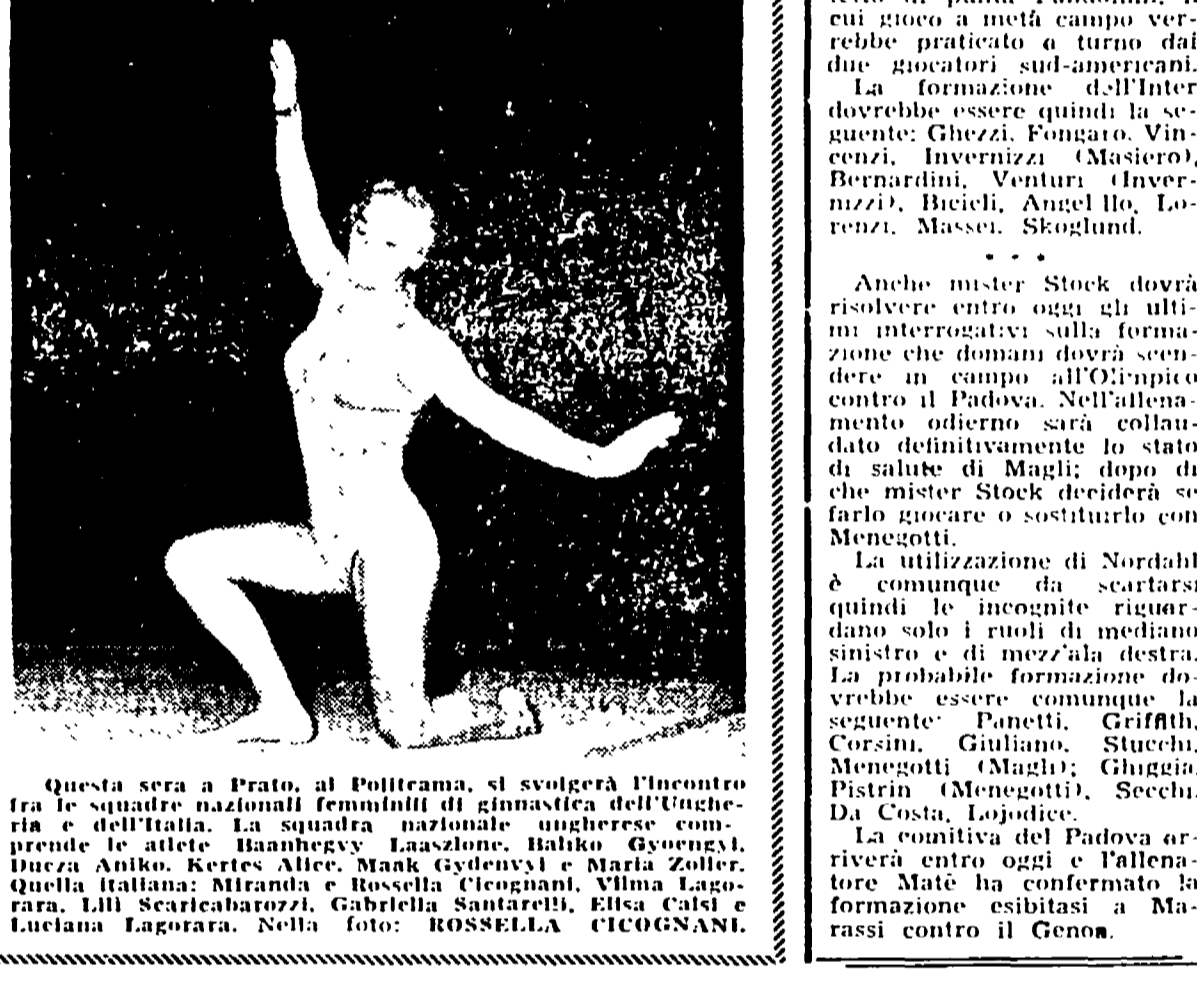 Questa sera a Prato, al Politeama, si svolgerà l'incontro
fra le squadre nazionali femminili di ginnastica dell'Unghe-
ria e dell'Italia. La squadra nazionale ungherese com-
prende le atlete Baanhegvy Laaszlone, Bahko Gyoengyi,
Ducza Aniko, Kertes Alice, Maak Gydenvyi e Maria Zoller.
Quella italiana: Miranda e Rossella Cicognani, Vilma Lago-
rara, Lili Scaricabarozzi, Gabriella Santarelli, Elisa Calsi e
Luciana Lagorara. Nella foto: ROSSELLA CICOGNANI.
cui gioco a metà campo ver-
rebbe praticato a turno dai
due giocatori sud-americani.
La formazione dell'Inter
dovrebbe essere quindi la se-
guente: Ghezzi, Fongaro, Vin-
cenzi, Invernizzi (Masiero),
Bernardini, Venturi (Inver-
nizzi), Bicicli, Angelillo, Lo-
renzi, Massei, Skoglund.
• • •
Anche mister Stock dovrà
risolvere entro oggi gli ulti-
mi interrogativi sulla forma-
zione che domani dovrà scen-
dere in campo all'Olimpico
contro il Padova. Nell'allena-
mento odierno sarà collau-
dato definitivamente lo stato
di salute di Magli; dopo di
che mister Stock deciderà se
farlo giocare o sostituirlo con
Menegotti.
La utilizzazione di Nordahl
è comunque da scartarsi
quindi le incognite riguar-
dano solo i ruoli di mediano
sinistro e di mezz'ala destra.
La probabile formazione do-
vrebbe essere comunque la
seguente: Panetti, Griffith,
Corsini, Giuliano, Stucchi,
Menegotti (Magli); Ghiggia,
Pistrin (Menegotti), Secchi,
Da Costa, Lojodice.
La comitiva del Padova ar-
riverà entro oggi e l'allena-
tore Matè ha confermato la
formazione esibitasi a Ma-
rassi contro il Genoa.